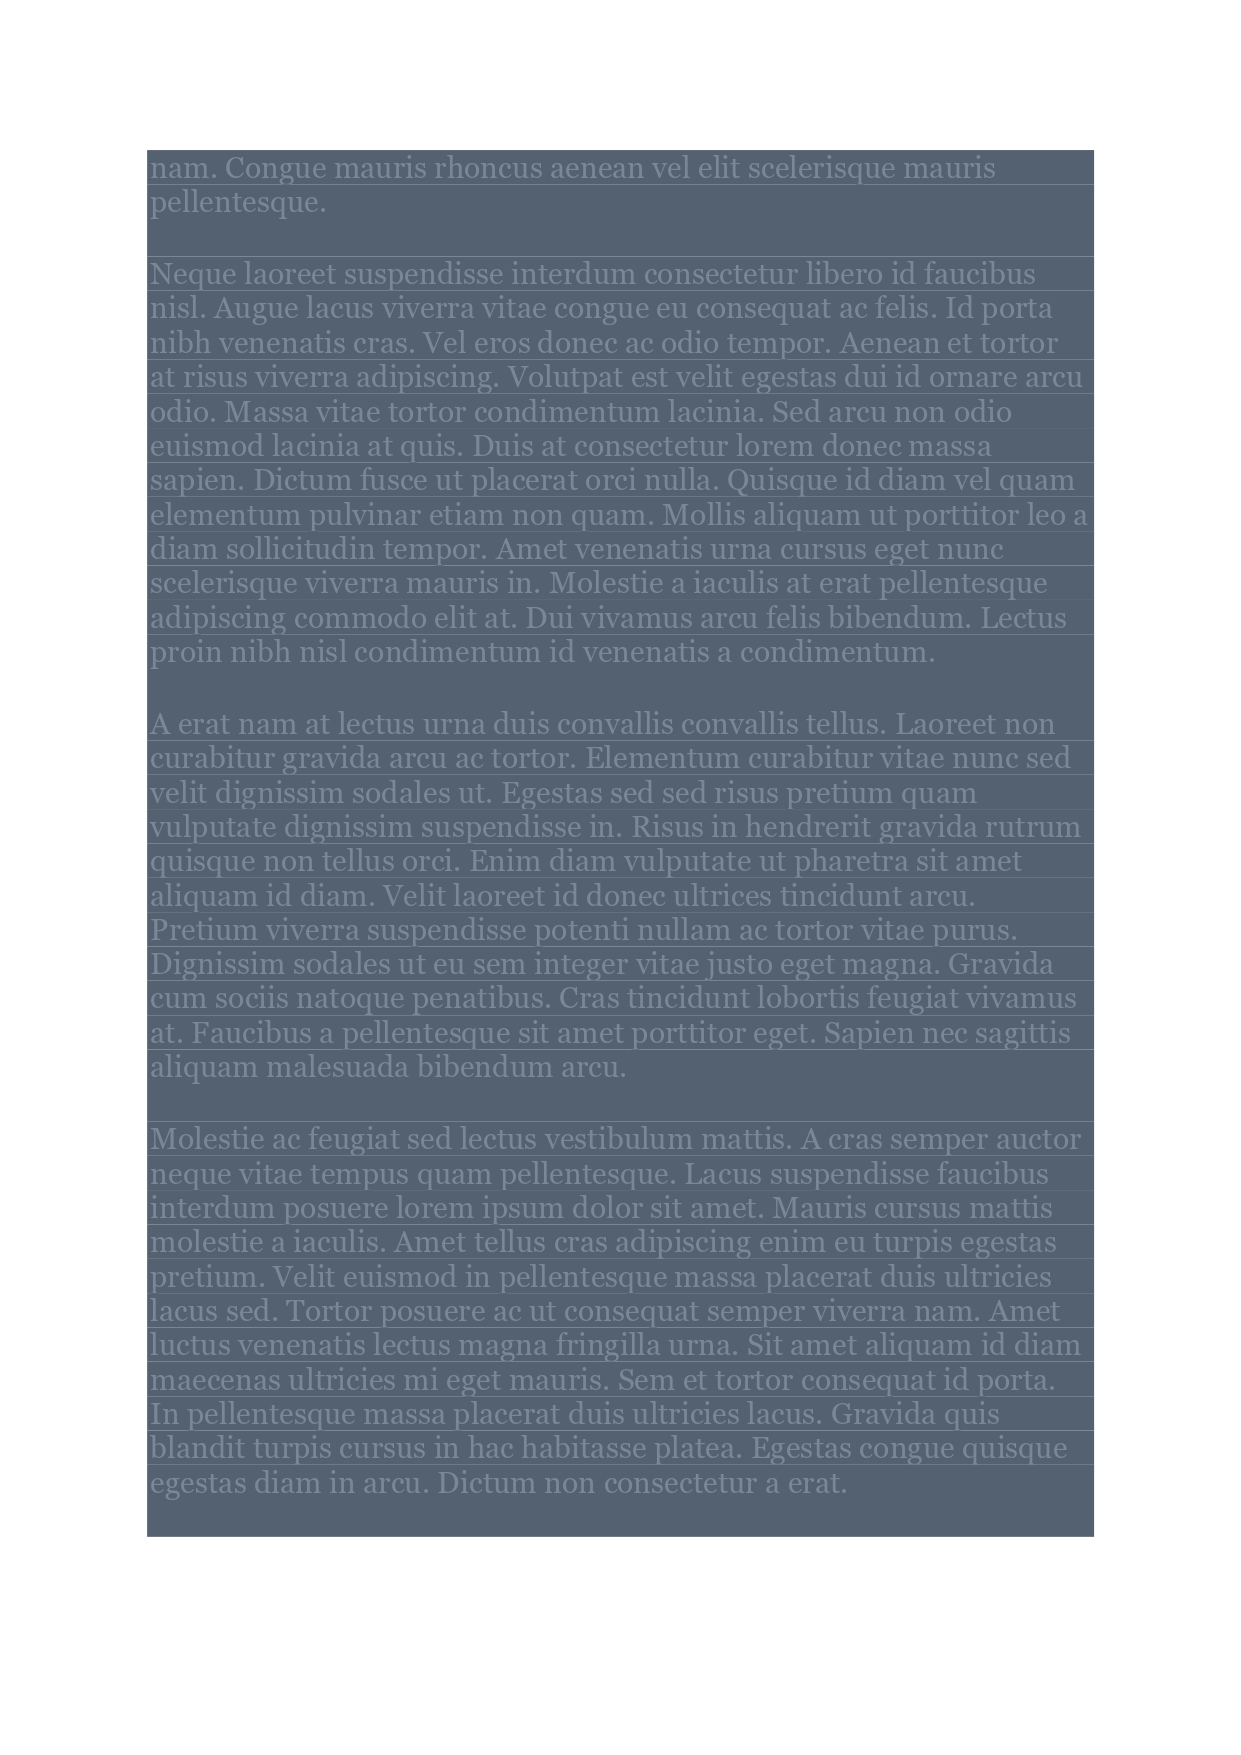 nam. Congue mauris rhoncus aenean vel elit scelerisque mauris
pellentesque.
Neque laoreet suspendisse interdum consectetur libero id faucibus
nisl. Augue lacus viverra vitae congue eu consequat ac felis. Id porta
nibh venenatis cras. Vel eros donec ac odio tempor. Aenean et tortor
at risus viverra adipiscing. Volutpat est velit egestas dui id ornare arcu
odio. Massa vitae tortor condimentum lacinia. Sed arcu non odio
euismod lacinia at quis. Duis at consectetur lorem donec massa
sapien. Dictum fusce ut placerat orci nulla. Quisque id diam vel quam
elementum pulvinar etiam non quam. Mollis aliquam ut porttitor leo a
diam sollicitudin tempor. Amet venenatis urna cursus eget nunc
scelerisque viverra mauris in. Molestie a iaculis at erat pellentesque
adipiscing commodo elit at. Dui vivamus arcu felis bibendum. Lectus
proin nibh nisl condimentum id venenatis a condimentum.
A erat nam at lectus urna duis convallis convallis tellus. Laoreet non
curabitur gravida arcu ac tortor. Elementum curabitur vitae nunc sed
velit dignissim sodales ut. Egestas sed sed risus pretium quam
vulputate dignissim suspendisse in. Risus in hendrerit gravida rutrum
quisque non tellus orci. Enim diam vulputate ut pharetra sit amet
aliquam id diam. Velit laoreet id donec ultrices tincidunt arcu.
Pretium viverra suspendisse potenti nullam ac tortor vitae purus.
Dignissim sodales ut eu sem integer vitae justo eget magna. Gravida
cum sociis natoque penatibus. Cras tincidunt lobortis feugiat vivamus
at. Faucibus a pellentesque sit amet porttitor eget. Sapien nec sagittis
aliquam malesuada bibendum arcu.
Molestie ac feugiat sed lectus vestibulum mattis. A cras semper auctor
neque vitae tempus quam pellentesque. Lacus suspendisse faucibus
interdum posuere lorem ipsum dolor sit amet. Mauris cursus mattis
molestie a iaculis. Amet tellus cras adipiscing enim eu turpis egestas
pretium. Velit euismod in pellentesque massa placerat duis ultricies
lacus sed. Tortor posuere ac ut consequat semper viverra nam. Amet
luctus venenatis lectus magna fringilla urna. Sit amet aliquam id diam
maecenas ultricies mi eget mauris. Sem et tortor consequat id porta.
In pellentesque massa placerat duis ultricies lacus. Gravida quis
blandit turpis cursus in hac habitasse platea. Egestas congue quisque
egestas diam in arcu. Dictum non consectetur a erat.